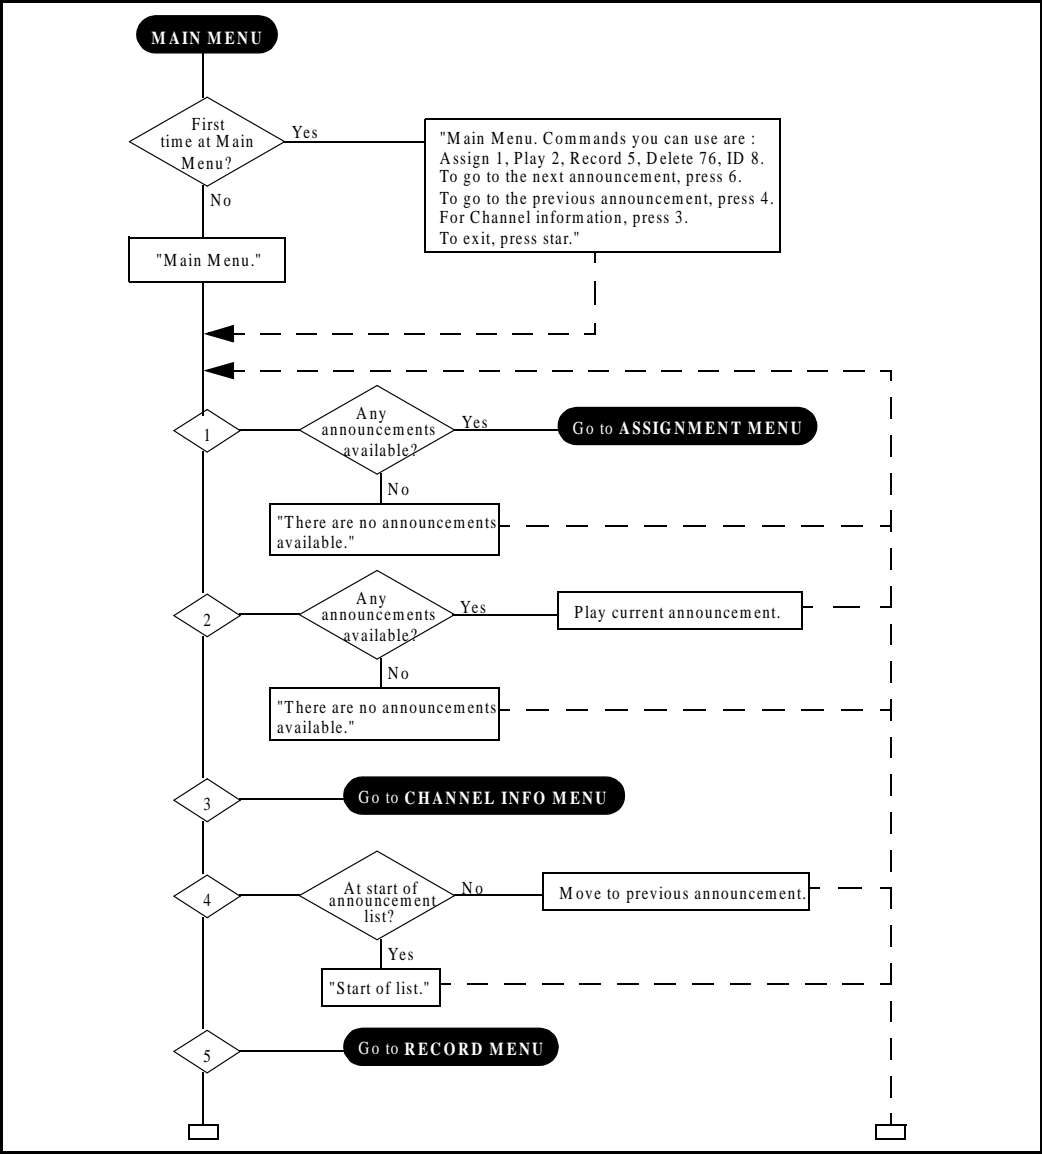 MAIN MENU
First
time at Main
Menu?
Yes
"Main Menu. Commands you can use are :
Assign 1, Play 2, Record 5, Delete 76, ID 8.
To go to the next announcement, press 6.
To go to the previous announcement, press 4.
For Channel information, press 3.
To exit, press star."
No
"Main Menu."
1
Any
announcements
available?
Yes
Go to ASSIGNMENT MENU
No
"There are no announcements
available."
2
Any
announcements
available?
Yes
Play current announcement.
No
"There are no announcements
available."
3
Go to CHANNEL INFO MENU
4
At start of
announcement
list?
No
Move to previous announcement.
Yes
"Start of list."
5
Go to RECORD MENU